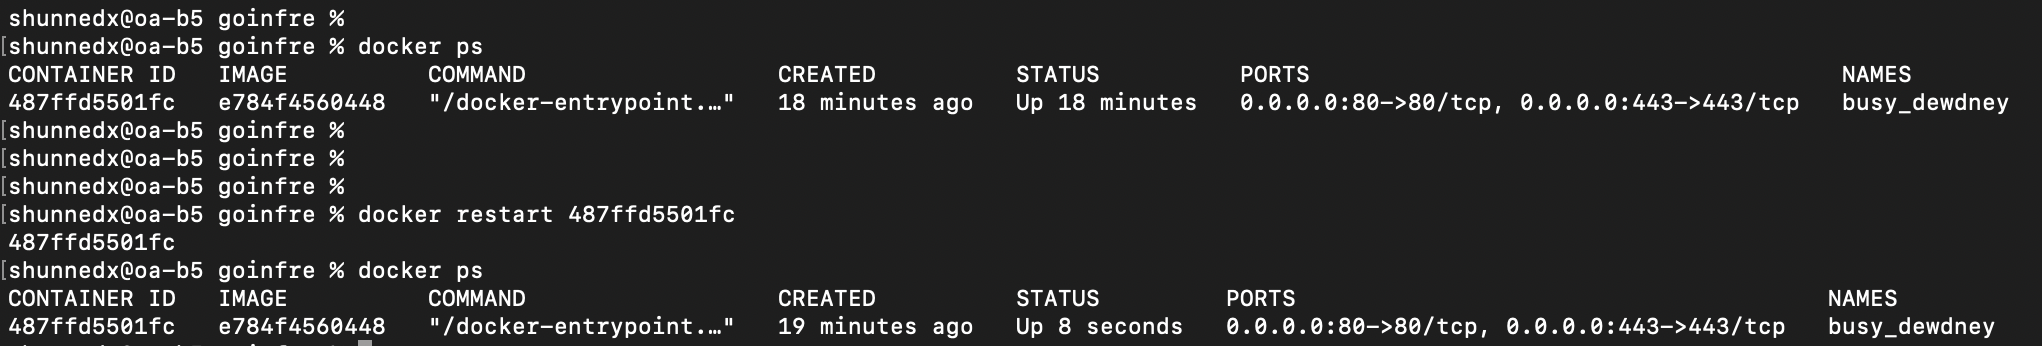 shunnedx@oa-b5 goinfre %
[shunnedx@oa-b5 goinfre % docker ps
CONTAINER ID   IMAGE          COMMAND                  CREATED          STATUS          PORTS                                      NAMES
487ffd5501fc   e784f4560448   "/docker-entrypoint.…"   18 minutes ago   Up 18 minutes   0.0.0.0:80->80/tcp, 0.0.0.0:443->443/tcp   busy_dewdney
[shunnedx@oa-b5 goinfre %
[shunnedx@oa-b5 goinfre %
[shunnedx@oa-b5 goinfre %
[shunnedx@oa-b5 goinfre % docker restart 487ffd5501fc
487ffd5501fc
[shunnedx@oa-b5 goinfre % docker ps
CONTAINER ID   IMAGE          COMMAND                  CREATED          STATUS         PORTS                                      NAMES
487ffd5501fc   e784f4560448   "/docker-entrypoint.…"   19 minutes ago   Up 8 seconds   0.0.0.0:80->80/tcp, 0.0.0.0:443->443/tcp   busy_dewdney
shunnedx@oa-b5 goinfre %